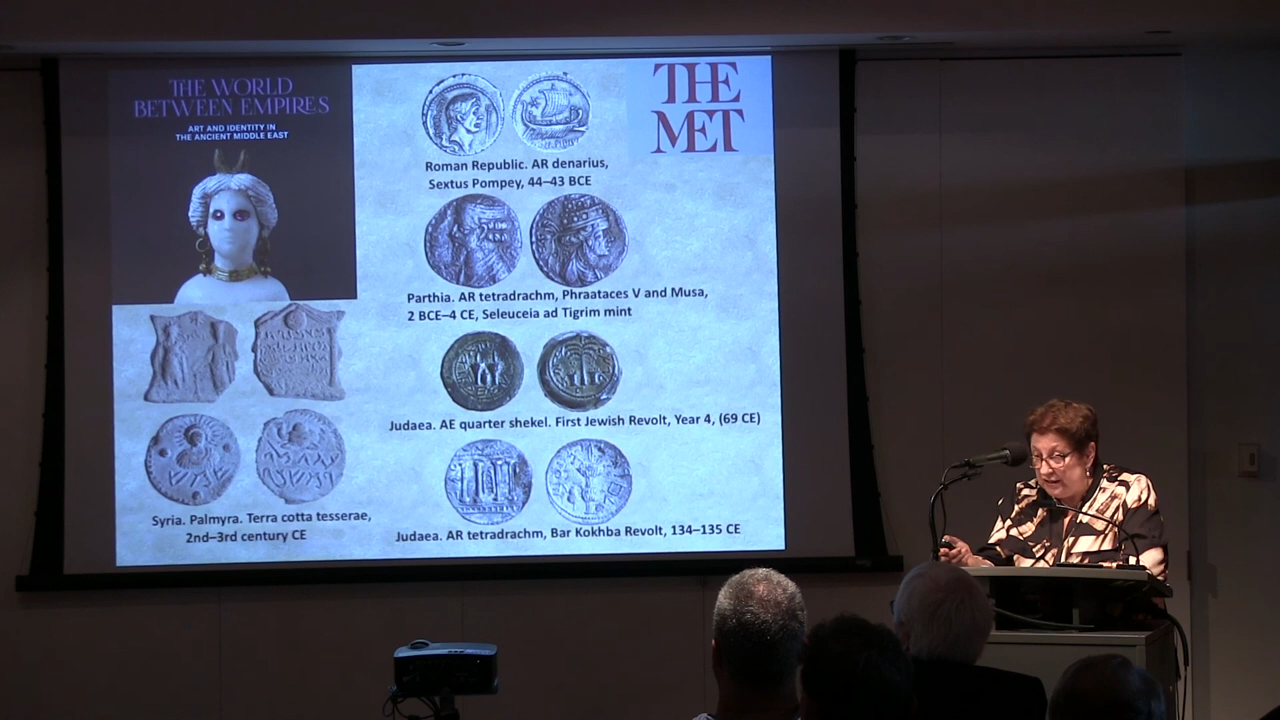 THE WORLD
BETWEEN EMPIRES
ART AND IDENTITY IN
THE ANCIENT MIDDLE EAST
Syria. Palmyra. Terra cotta tesserae,
2nd–3rd century CE
THE
MET
Roman Republic. AR denarius,
Sextus Pompey, 44–43 BCE
Parthia. AR tetradrachm, Phraataces V and Musa,
2 BCE–4 CE, Seleuceia ad Tigrim mint
Judaea. AE quarter shekel. First Jewish Revolt, Year 4, (69 CE)
Judaea. AR tetradrachm, Bar Kokhba Revolt, 134–135 CE